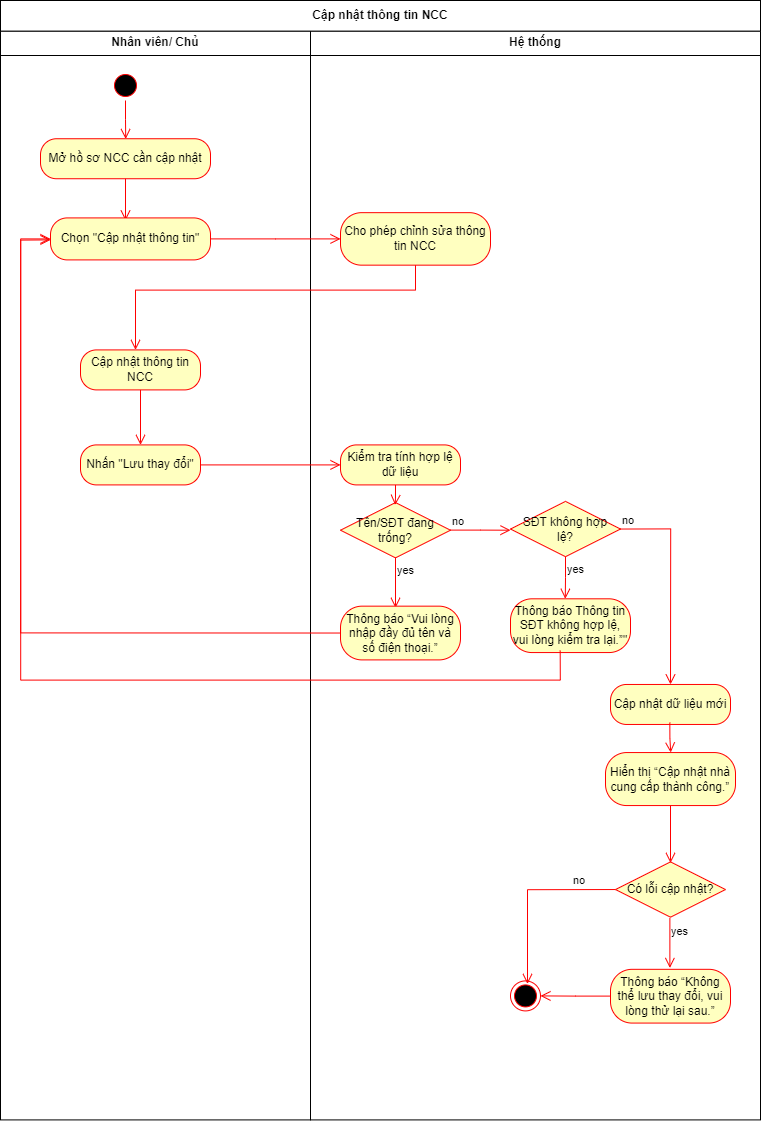 Cập nhật thông tin NCC
Nhân viên/ Chủ
Hệ thống
Mở hồ sơ NCC cần cập nhật
Chọn "Cập nhật thông tin"
Cho phép chỉnh sửa thông
tin NCC
Cập nhật thông tin
NCC
Nhấn "Lưu thay đổi"
Kiểm tra tính hợp lệ
dữ liệu
Tên/SĐT đang
trống?
no
SĐT không hợp
lệ?
no
yes
yes
Thông báo “Vui lòng
nhập đầy đủ tên và
số điện thoại.”
Thông báo Thông tin
SĐT không hợp lệ,
vui lòng kiểm tra lại.”"
Cập nhật dữ liệu mới
Hiển thị “Cập nhật nhà
cung cấp thành công.”
Có lỗi cập nhật?
no
yes
Thông báo “Không
thể lưu thay đổi, vui
lòng thử lại sau.”